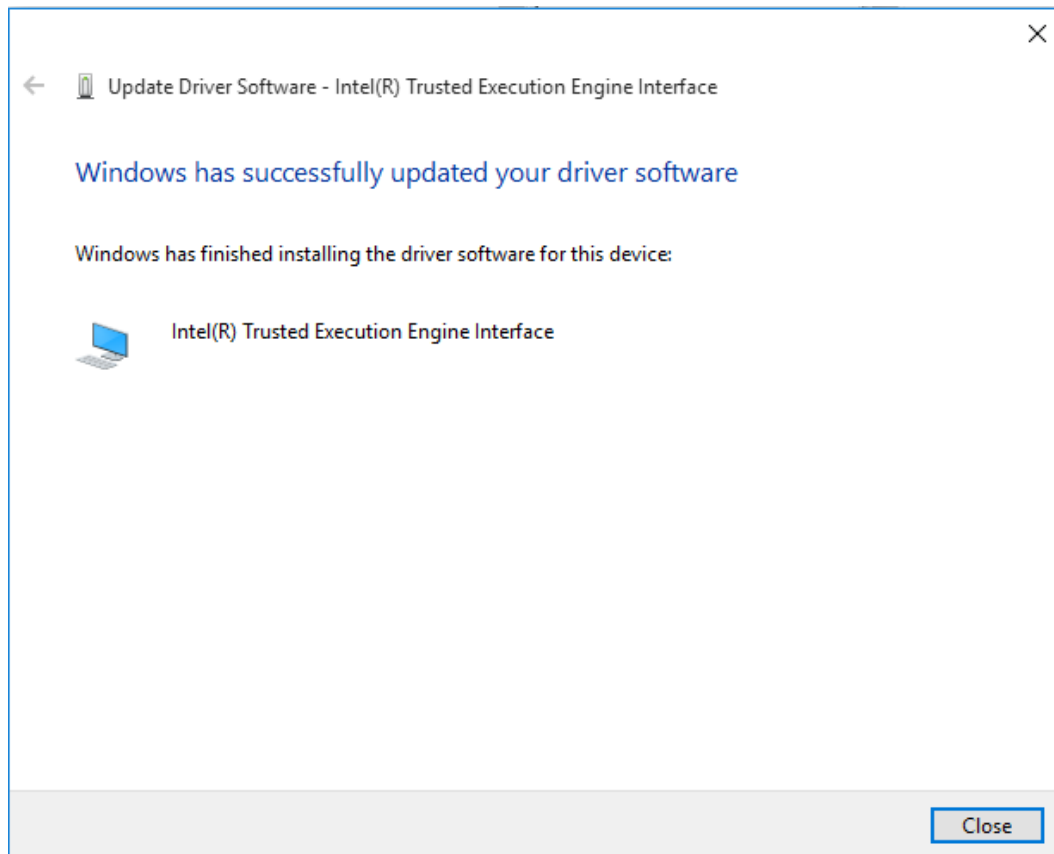 Update Driver Software - Intel(R) Trusted Execution Engine Interface
Windows has successfully updated your driver software
Windows has finished installing the driver software for this device:
Intel(R) Trusted Execution Engine Interface
Close